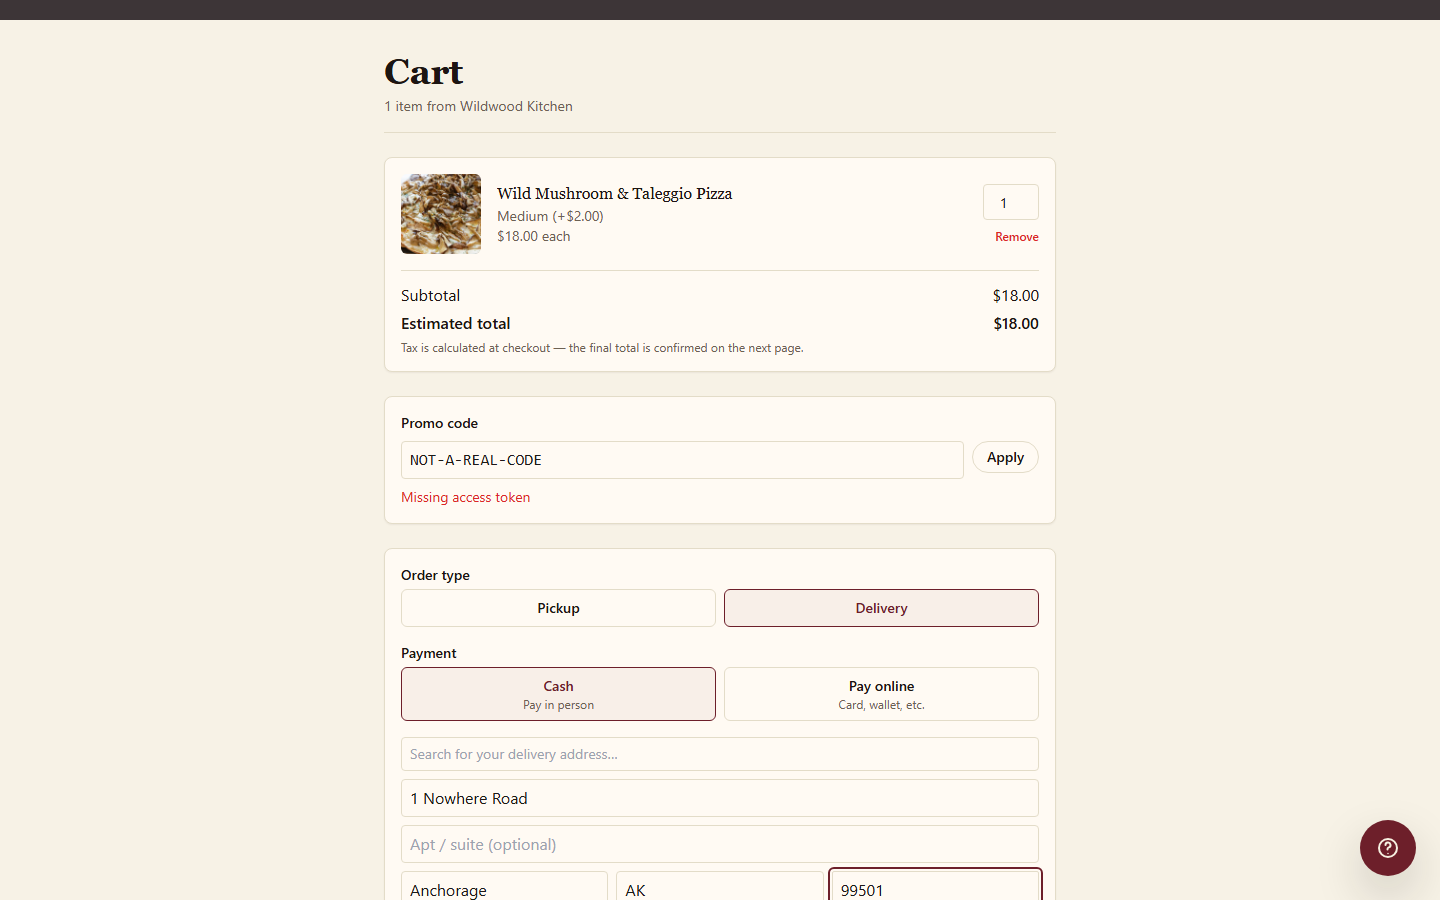 Cart
1 item from Wildwood Kitchen
Wild Mushroom & Taleggio Pizza
Medium (+$2.00)
$18.00 each
1
Remove
Subtotal $18.00
Estimated total $18.00
Tax is calculated at checkout — the final total is confirmed on the next page.
Promo code
NOT-A-REAL-CODE Apply
Missing access token
Order type
Pickup Delivery
Payment
Cash Pay online
Pay in person Card, wallet, etc.
Search for your delivery address...
1 Nowhere Road
Apt / suite (optional)
Anchorage AK 99501